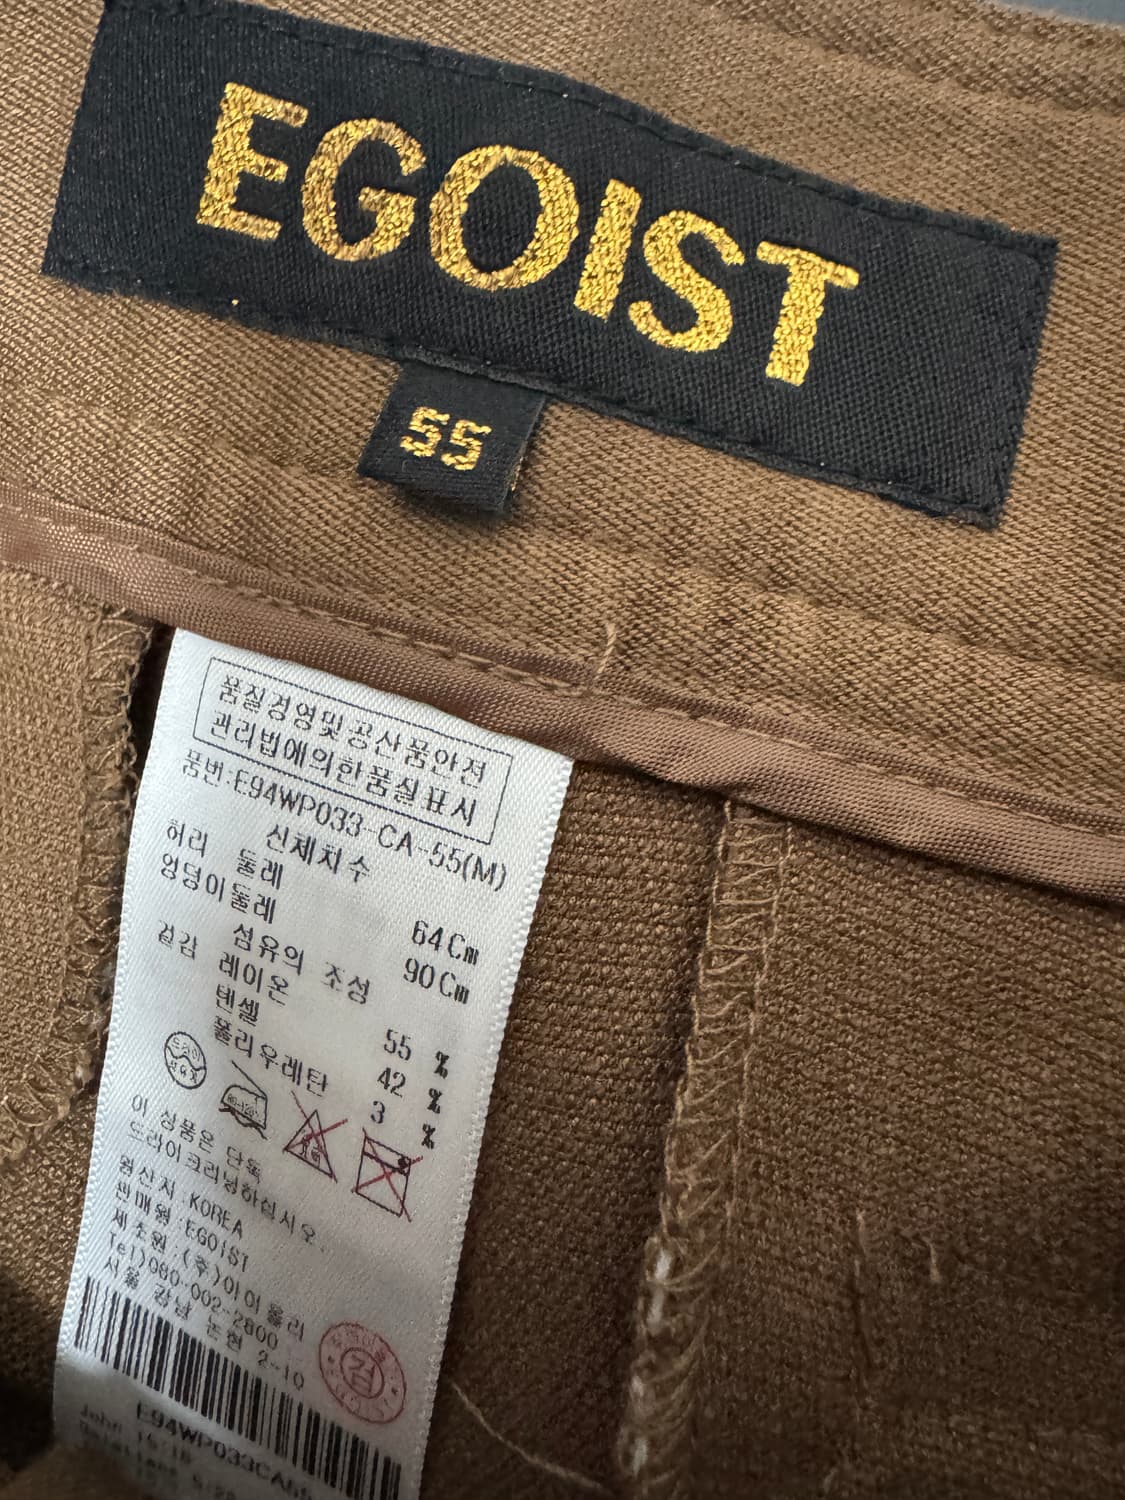 EGOIST
55
품질경영및공산품안전
관리법에의한품질표시
품번:E94WP033-CA-55(M)
신체치수
허리 둘레 64Cm
엉덩이둘레 90Cm
섬유의 조성
겉감 레이온 55 %
텐셀 42 %
폴리우레탄 3 %
이 상품은 단독
드라이크리닝하십시오.
원산지:KOREA
판매원:EGOIST
제조원:(주)아이올리
Tel)080-002-2800
서울 강남 논현 2-10
검
E94WP033CA55